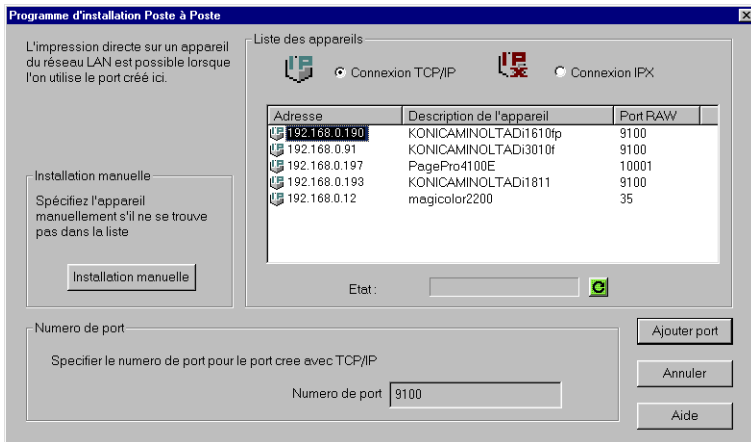 Programme d'installation Poste à Poste
L'impression directe sur un appareil
du réseau LAN est possible lorsque
l'on utilise le port créé ici.
Liste des appareils
Connexion TCP/IP
Connexion IPX
Adresse Description de l'appareil Port RAW
192.168.0.190 KONICAMINOLTADi1610fp 9100
192.168.0.91 KONICAMINOLTADi3010f 9100
192.168.0.197 PagePro4100E 10001
192.168.0.193 KONICAMINOLTADi1811 9100
192.168.0.12 magicolor2200 35
Installation manuelle
Spécifiez l'appareil
manuellement s'il ne se trouve
pas dans la liste
Installation manuelle
Etat :
Numero de port
Specifier le numero de port pour le port cree avec TCP/IP
Numero de port 9100
Ajouter port
Annuler
Aide